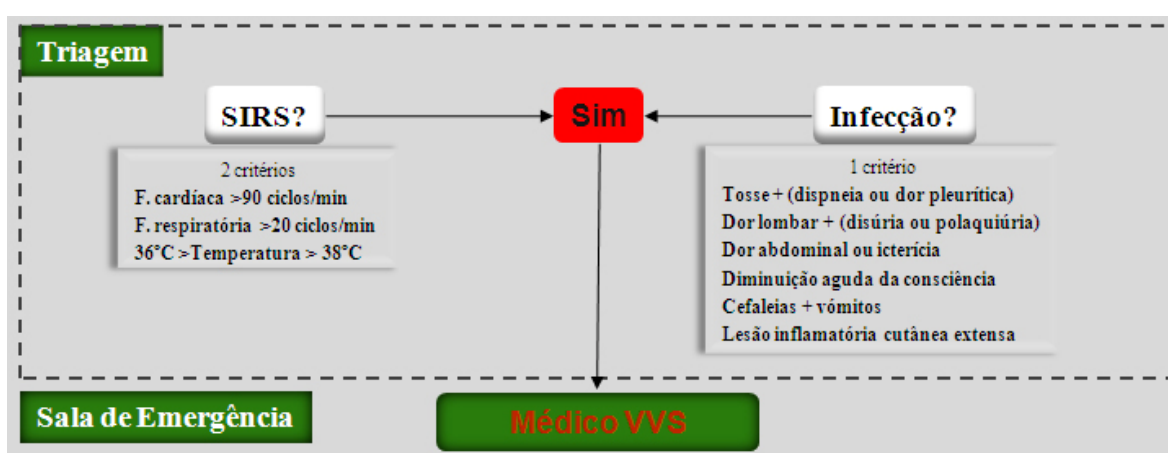 Triagem
SIRS?
Sim
Infecção?
2 critérios
F. cardíaca >90 ciclos/min
F. respiratória >20 ciclos/min
36ºC >Temperatura > 38ºC
1 critério
Tosse + (dispneia ou dor pleurítica)
Dor lombar + (disúria ou polaquiúria)
Dor abdominal ou icterícia
Diminuição aguda da consciência
Cefaleias + vómitos
Lesão inflamatória cutânea extensa
Sala de Emergência
Médico VVS